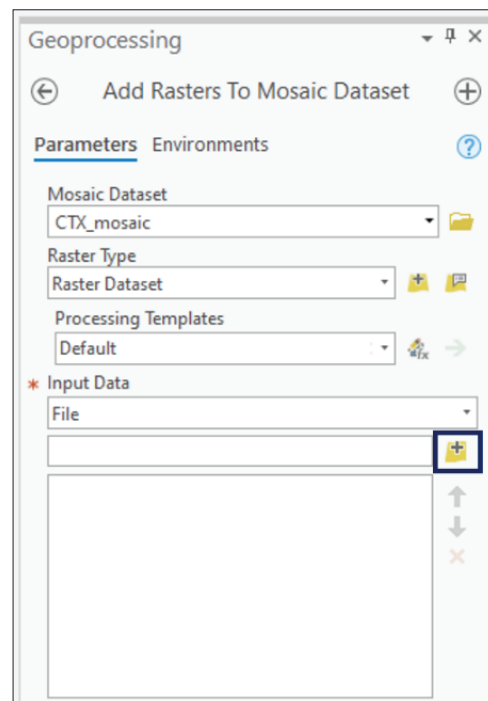 Geoprocessing
Add Rasters To Mosaic Dataset
Parameters Environments
Mosaic Dataset
CTX_mosaic
Raster Type
Raster Dataset
Processing Templates
Default
* Input Data
File